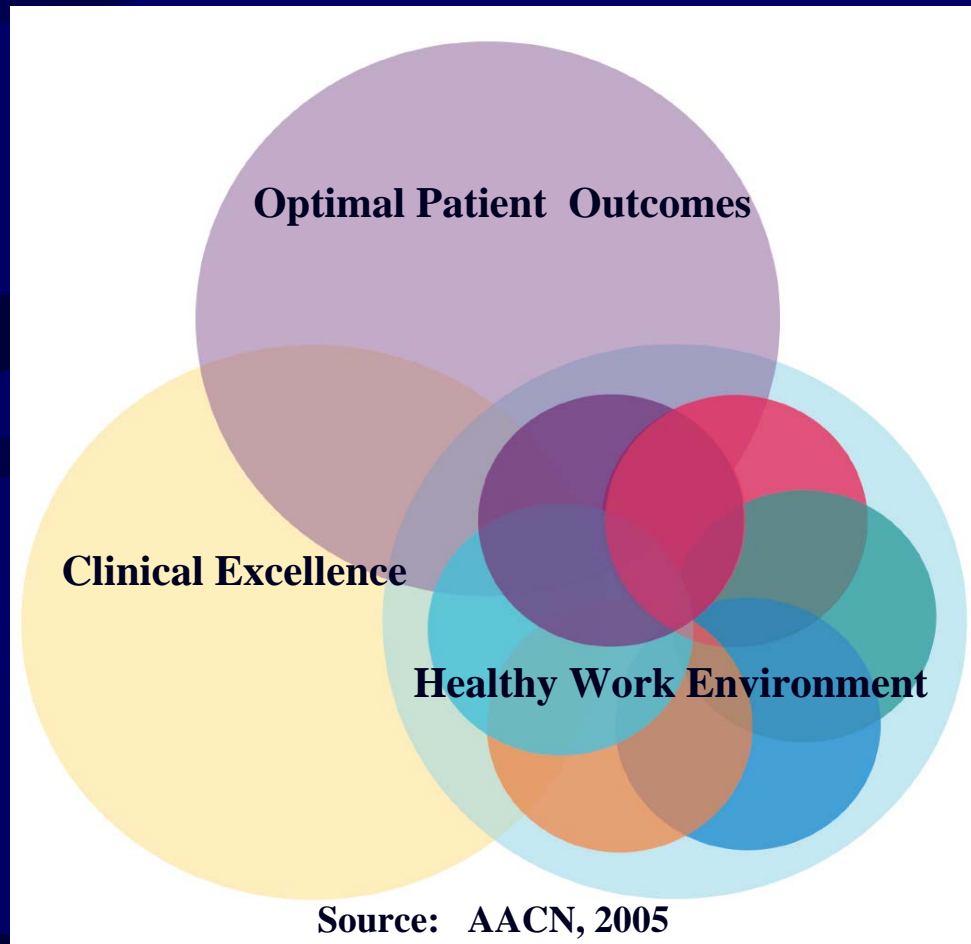 Optimal Patient Outcomes
Clinical Excellence
Healthy Work Environment
Source: AACN, 2005